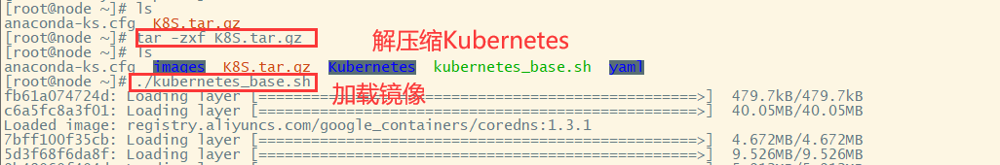 [root@node ~]# ls
anaconda-ks.cfg K8S.tar.gz
[root@node ~]# tar -zxf K8S.tar.gz 解压缩Kubernetes
[root@node ~]# ls
anaconda-ks.cfg images K8S.tar.gz Kubernetes kubernetes_base.sh yaml
[root@node ~]# ./kubernetes_base.sh 加载镜像
fb61a074724d: Loading layer [==================================================>] 479.7kB/479.7kB
c6a5fc8a3f01: Loading layer [==================================================>] 40.05MB/40.05MB
Loaded image: registry.aliyuncs.com/google_containers/coredns:1.3.1
7bff100f35cb: Loading layer [==================================================>] 4.672MB/4.672MB
5d3f68f6da8f: Loading layer [==================================================>] 9.526MB/9.526MB